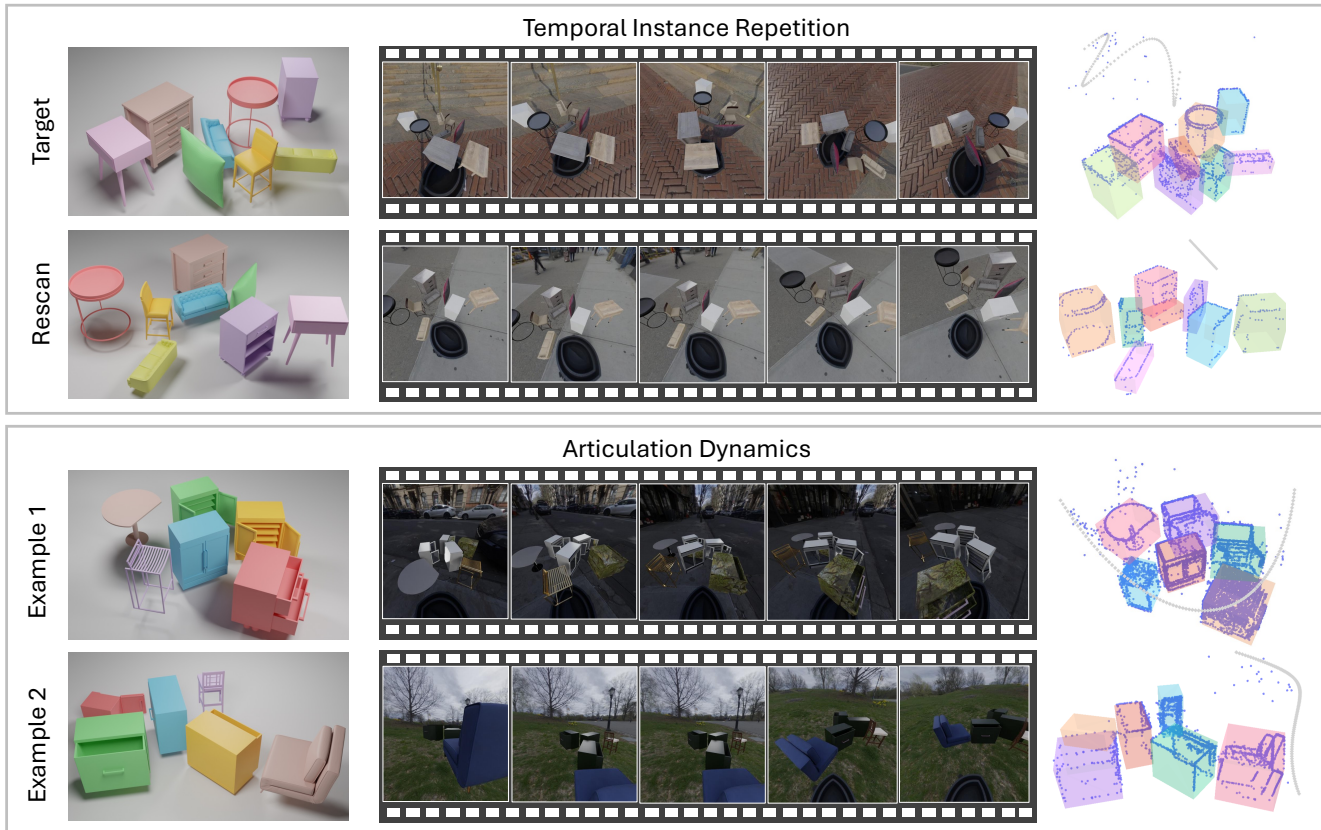 Temporal Instance Repetition
Target
Rescan
Articulation Dynamics
Example 1
Example 2